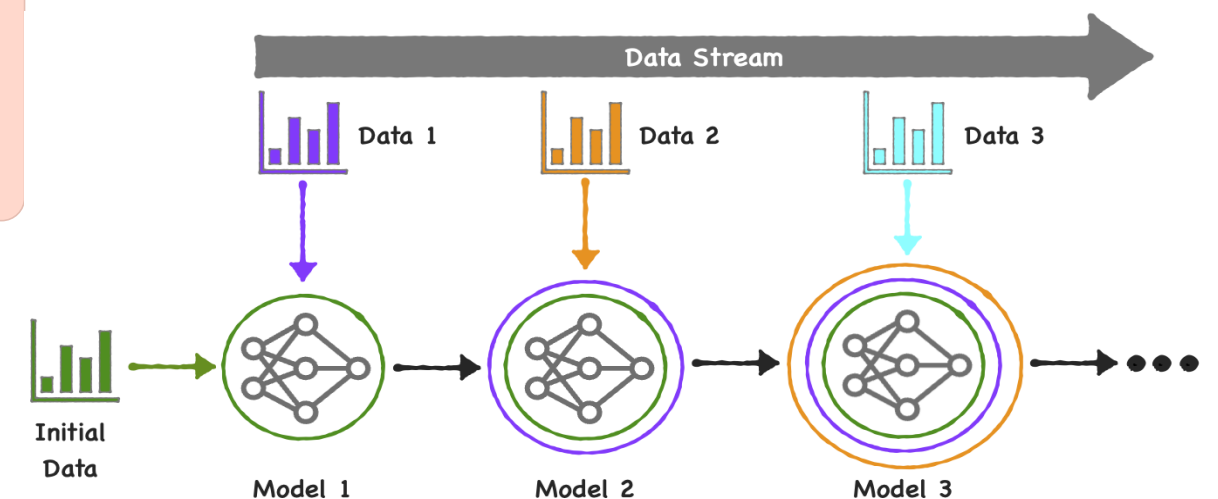 Data Stream
Data 1
Data 2
Data 3
Initial
Data
Model 1
Model 2
Model 3